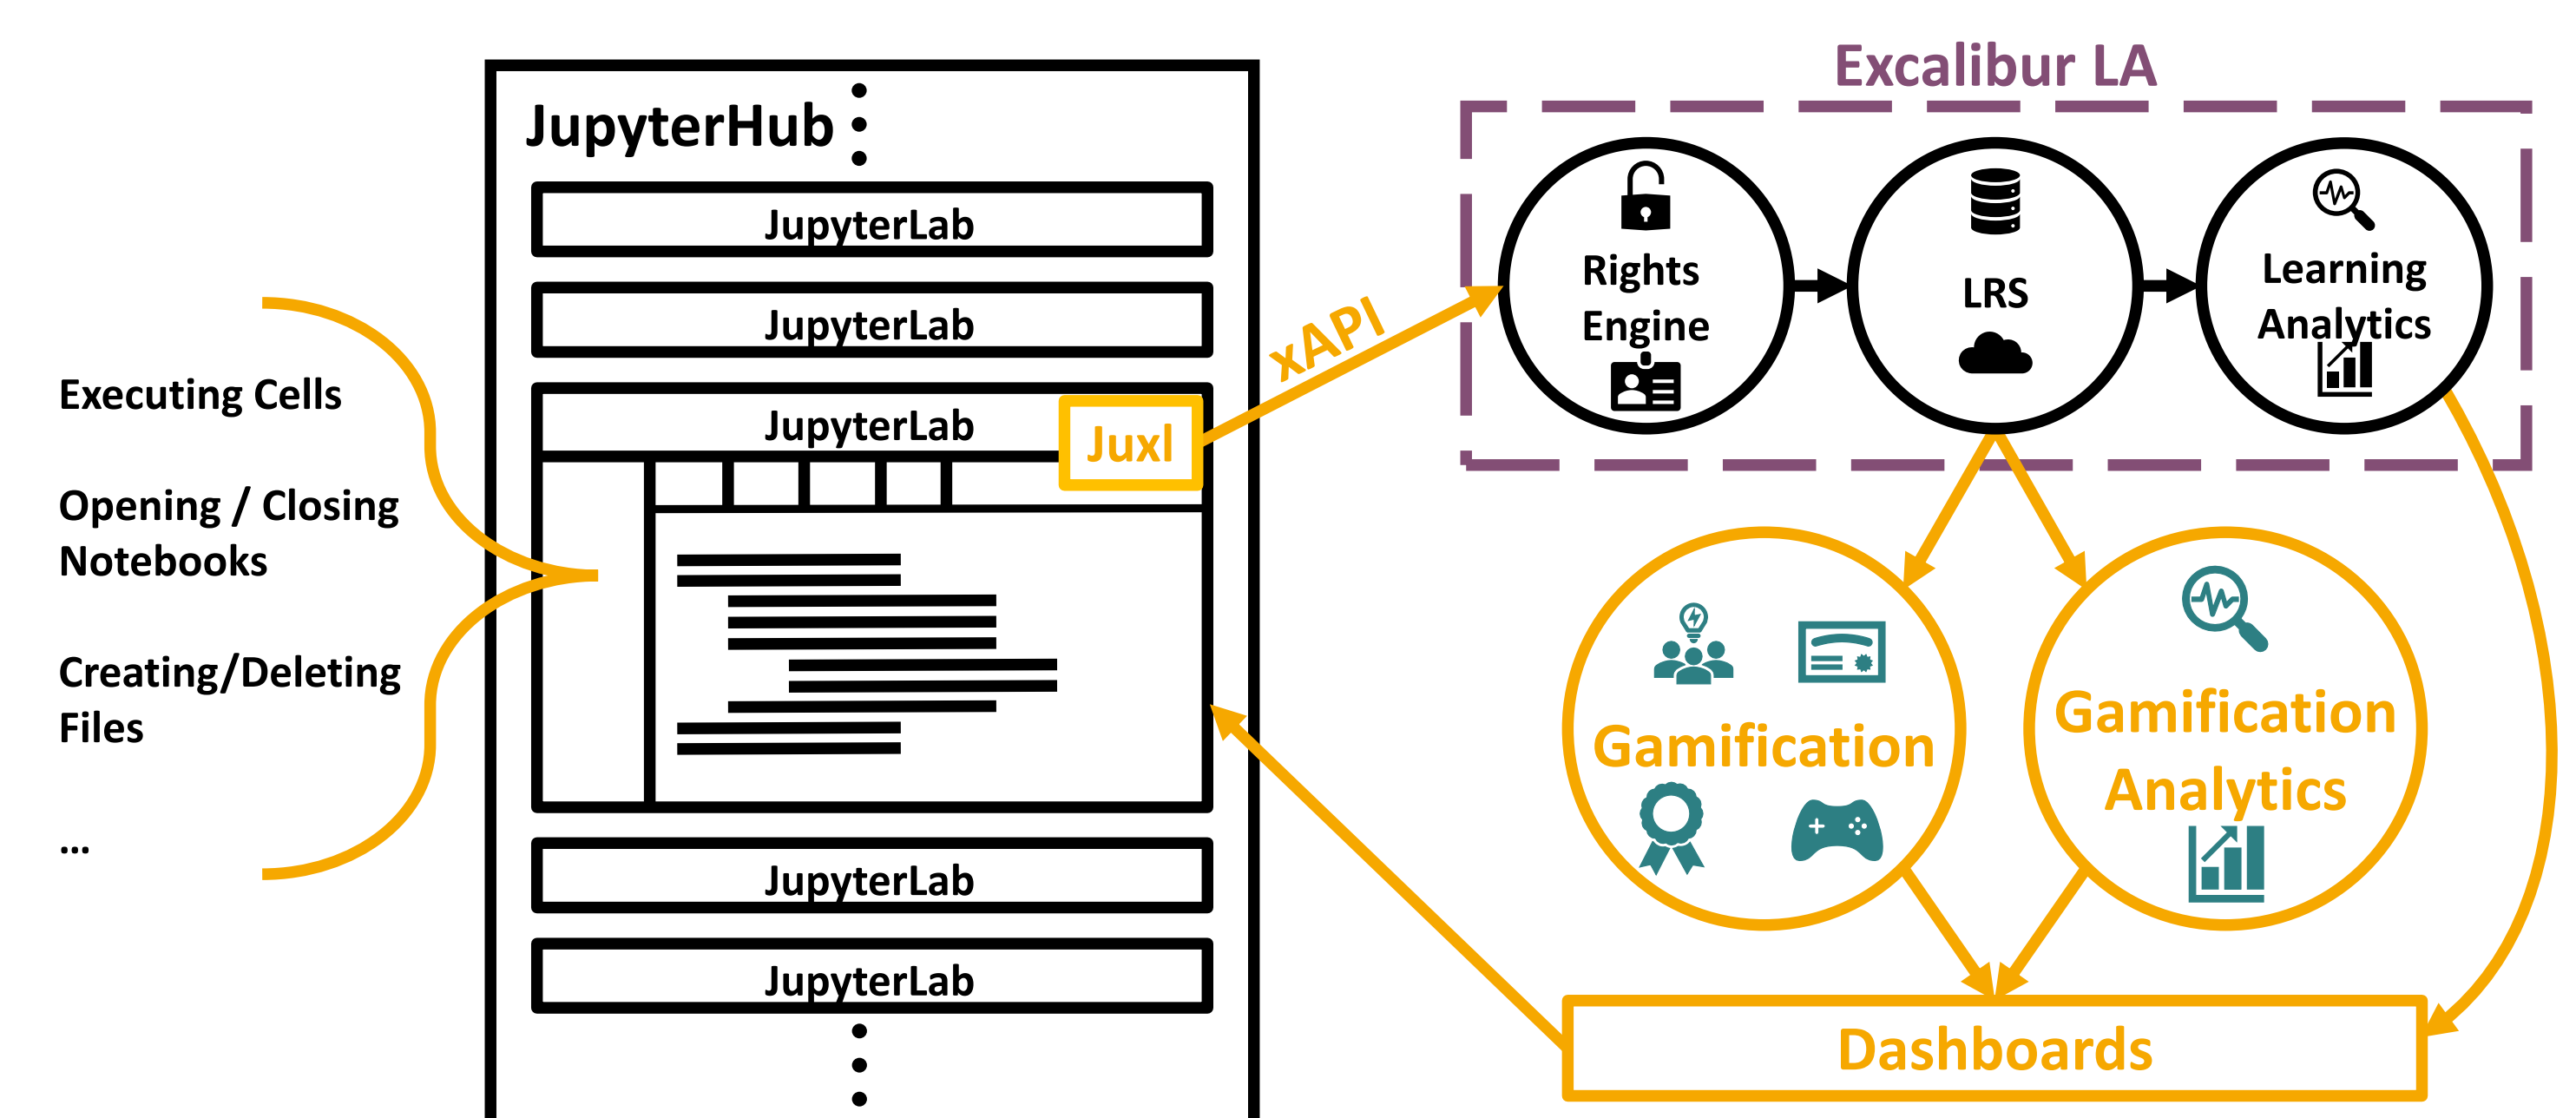 Executing Cells
Opening / Closing
Notebooks
Creating/Deleting
Files
...
JupyterHub
JupyterLab
JupyterLab
JupyterLab
Juxl
JupyterLab
JupyterLab
xAPI
Excalibur LA
Rights
Engine
LRS
Learning
Analytics
Gamification
Gamification
Analytics
Dashboards